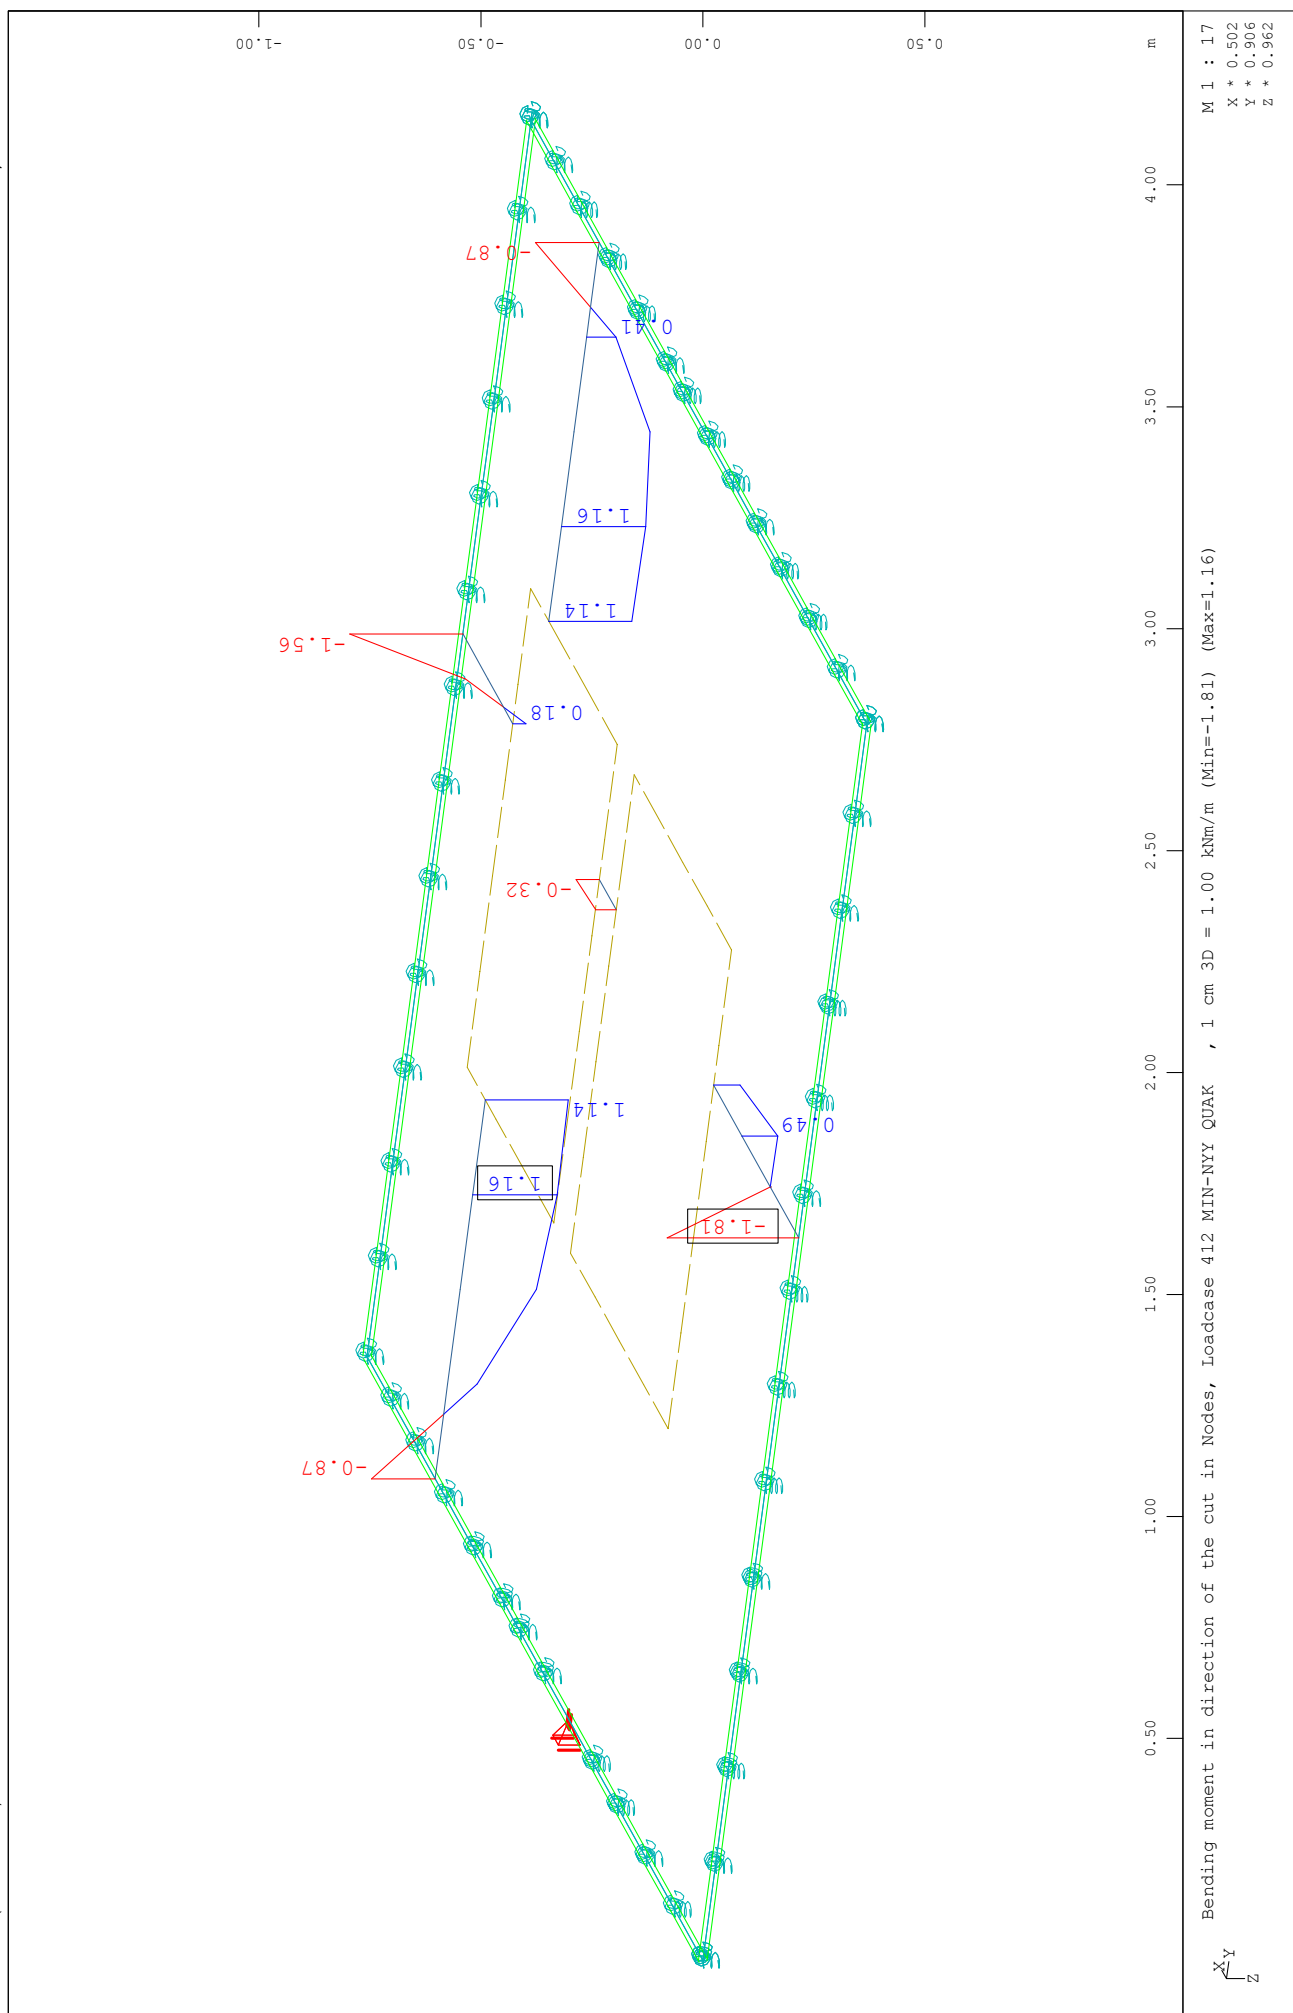 M 1 : 17
X * 0.502
Y * 0.906
Z * 0.962
-1.00
-0.50
0.00
0.50
m
4.00
3.50
3.00
2.50
2.00
1.50
1.00
0.50
-0.87
0.41
1.16
1.14
-1.56
0.18
-0.32
1.14
1.16
0.49
-1.81
-0.87
Bending moment in direction of the cut in Nodes, Loadcase 412 MIN-NYY QUAK , 1 cm 3D = 1.00 kNm/m (Min=-1.81) (Max=1.16)
X
Y
Z